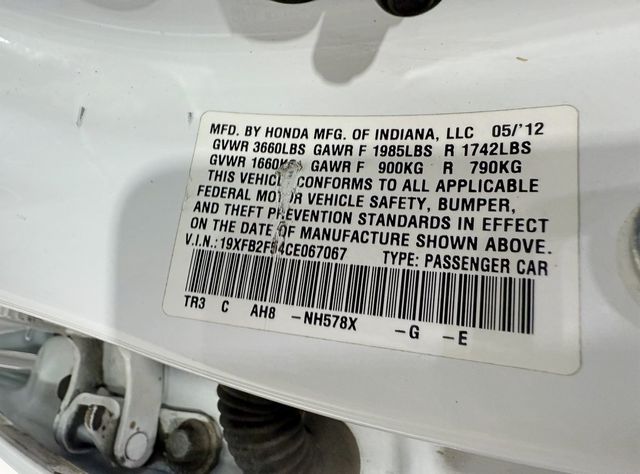 MFD. BY HONDA MFG. OF INDIANA, LLC 05/'12
GVWR 3660LBS GAWR F 1985LBS R 1742LBS
GVWR 1660KG GAWR F 900KG R 790KG
THIS VEHICLE CONFORMS TO ALL APPLICABLE
FEDERAL MOTOR VEHICLE SAFETY, BUMPER,
AND THEFT PREVENTION STANDARDS IN EFFECT
ON THE DATE OF MANUFACTURE SHOWN ABOVE.
V.I.N.: TYPE: PASSENGER CAR
TR3 C AH8 -NH578X -G -E